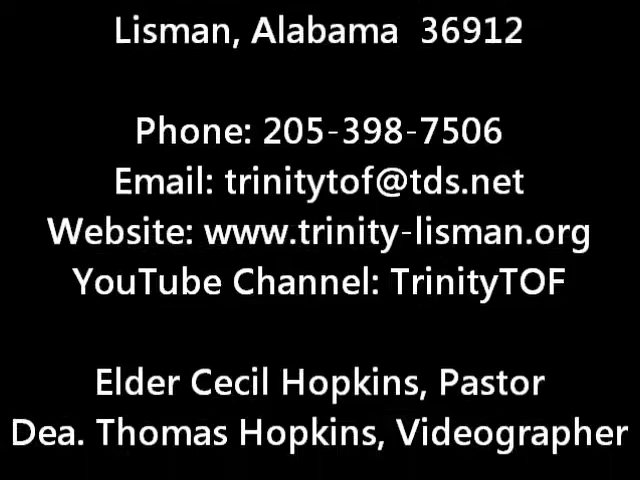 Lisman, Alabama  36912
Phone: 205-398-7506
Email: trinitytof@tds.net
Website: www.trinity-lisman.org
YouTube Channel: TrinityTOF
Elder Cecil Hopkins, Pastor
Dea. Thomas Hopkins, Videographer